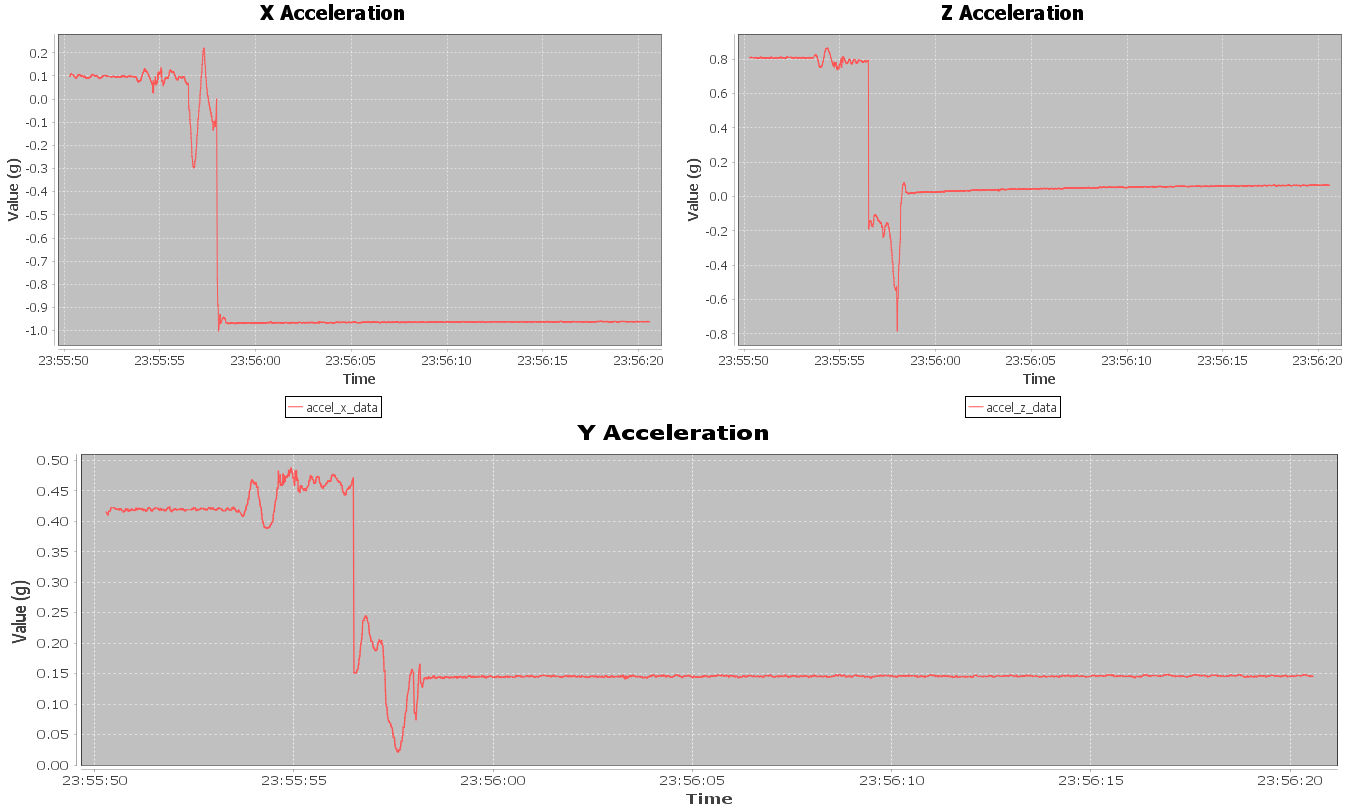 X Acceleration
Value (g)
0.2
0.1
0.0
-0.1
-0.2
-0.3
-0.4
-0.5
-0.6
-0.7
-0.8
-0.9
-1.0
23:55:50 23:55:55 23:56:00 23:56:05 23:56:10 23:56:15 23:56:20
Time
accel_x_data
Z Acceleration
Value (g)
0.8
0.6
0.4
0.2
0.0
-0.2
-0.4
-0.6
-0.8
23:55:50 23:55:55 23:56:00 23:56:05 23:56:10 23:56:15 23:56:20
Time
accel_z_data
Y Acceleration
Value (g)
0.50
0.45
0.40
0.35
0.30
0.25
0.20
0.15
0.10
0.05
0.00
23:55:50 23:55:55 23:56:00 23:56:05 23:56:10 23:56:15 23:56:20
Time